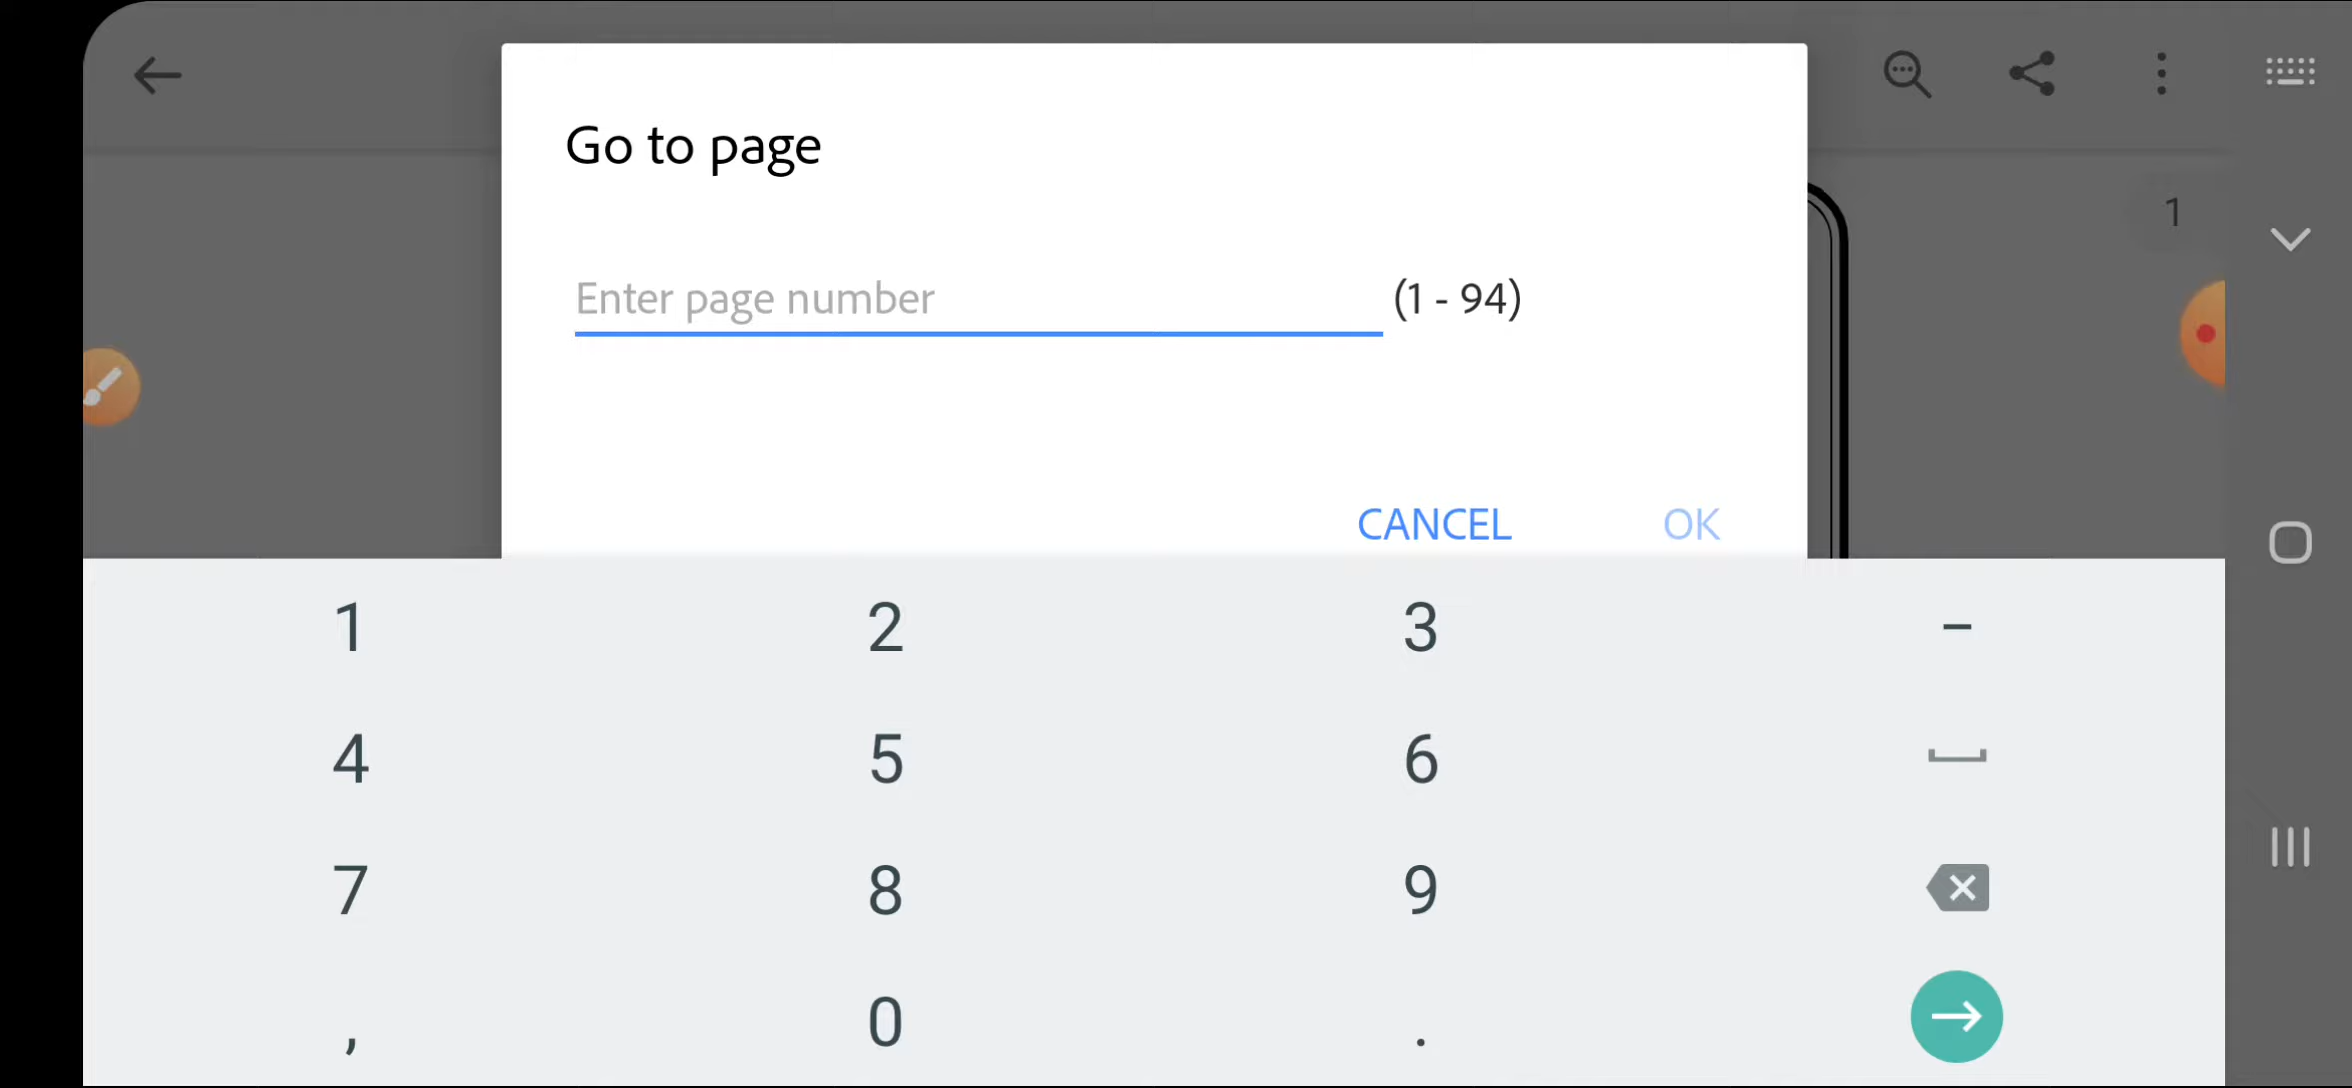 Go to page
1
Enter page number (1 - 94)
CANCEL OK
1 2 3 –
4 5 6
7 8 9
, 0 .